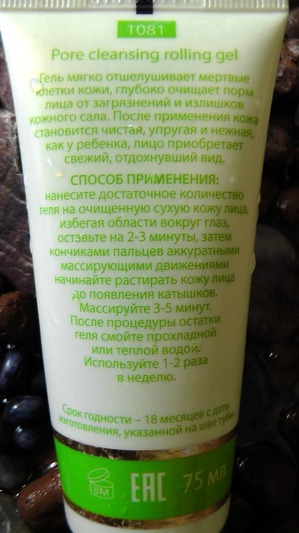 1081
Pore cleansing rolling gel
Гель мягко отшелушивает мертвые
клетки кожи, глубоко очищает поры
лица от загрязнений и излишков
кожного сала. После применения кожа
становится чистая, упругая и нежная,
как у ребенка, лицо приобретает
свежий, отдохнувший вид.
СПОСОБ ПРИМЕНЕНИЯ:
нанесите достаточное количество
геля на очищенную сухую кожу лица,
избегая области вокруг глаз,
оставьте на 2-3 минуты, затем
кончиками пальцев аккуратными
массирующими движениями
начинайте растирать кожу лица
до появления катышков.
Массируйте 3-5 минут.
После процедуры остатки
геля смойте прохладной
или теплой водой.
Используйте 1-2 раза
в неделю.
Срок годности – 18 месяцев с даты
изготовления, указанной на шве тубы
8M EAC 75 мл